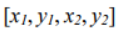 [x₁, y₁, x₂, y₂]